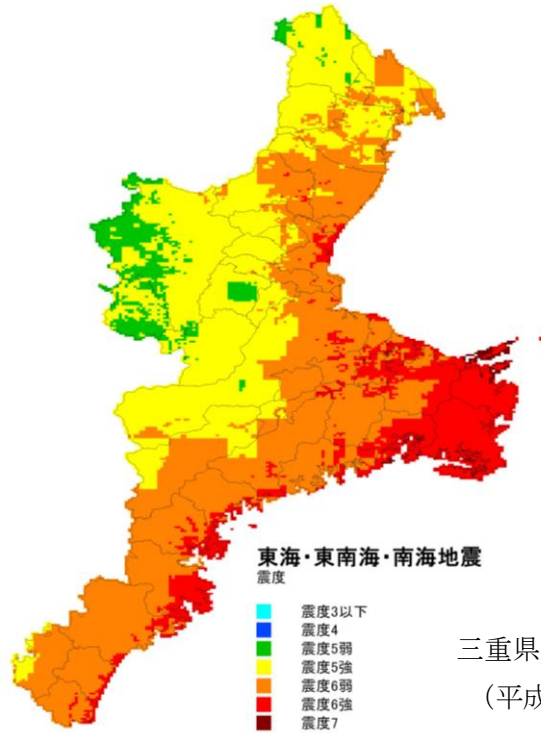 東海・東南海・南海地震
震度
震度3以下
震度4
震度5弱
震度5強
震度6弱
震度6強
震度7
三重県
（平成